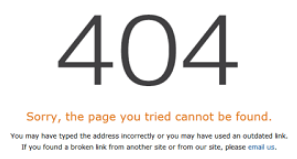 404
Sorry, the page you tried cannot be found.
You may have typed the address incorrectly or you may have used an outdated link.
If you found a broken link from another site or from our site, please email us.